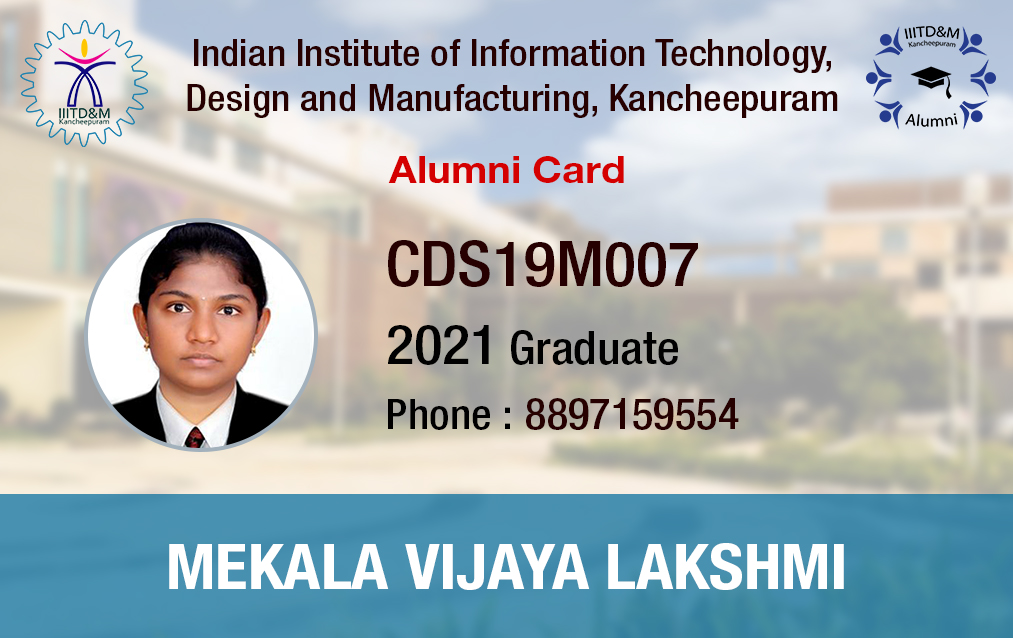 Indian Institute of Information Technology,
Design and Manufacturing, Kancheepuram
IIITD&M
Kancheepuram
IIITD&M
Kancheepuram
Alumni
Alumni Card
CDS19M007
2021 Graduate
Phone : 8897159554
MEKALA VIJAYA LAKSHMI